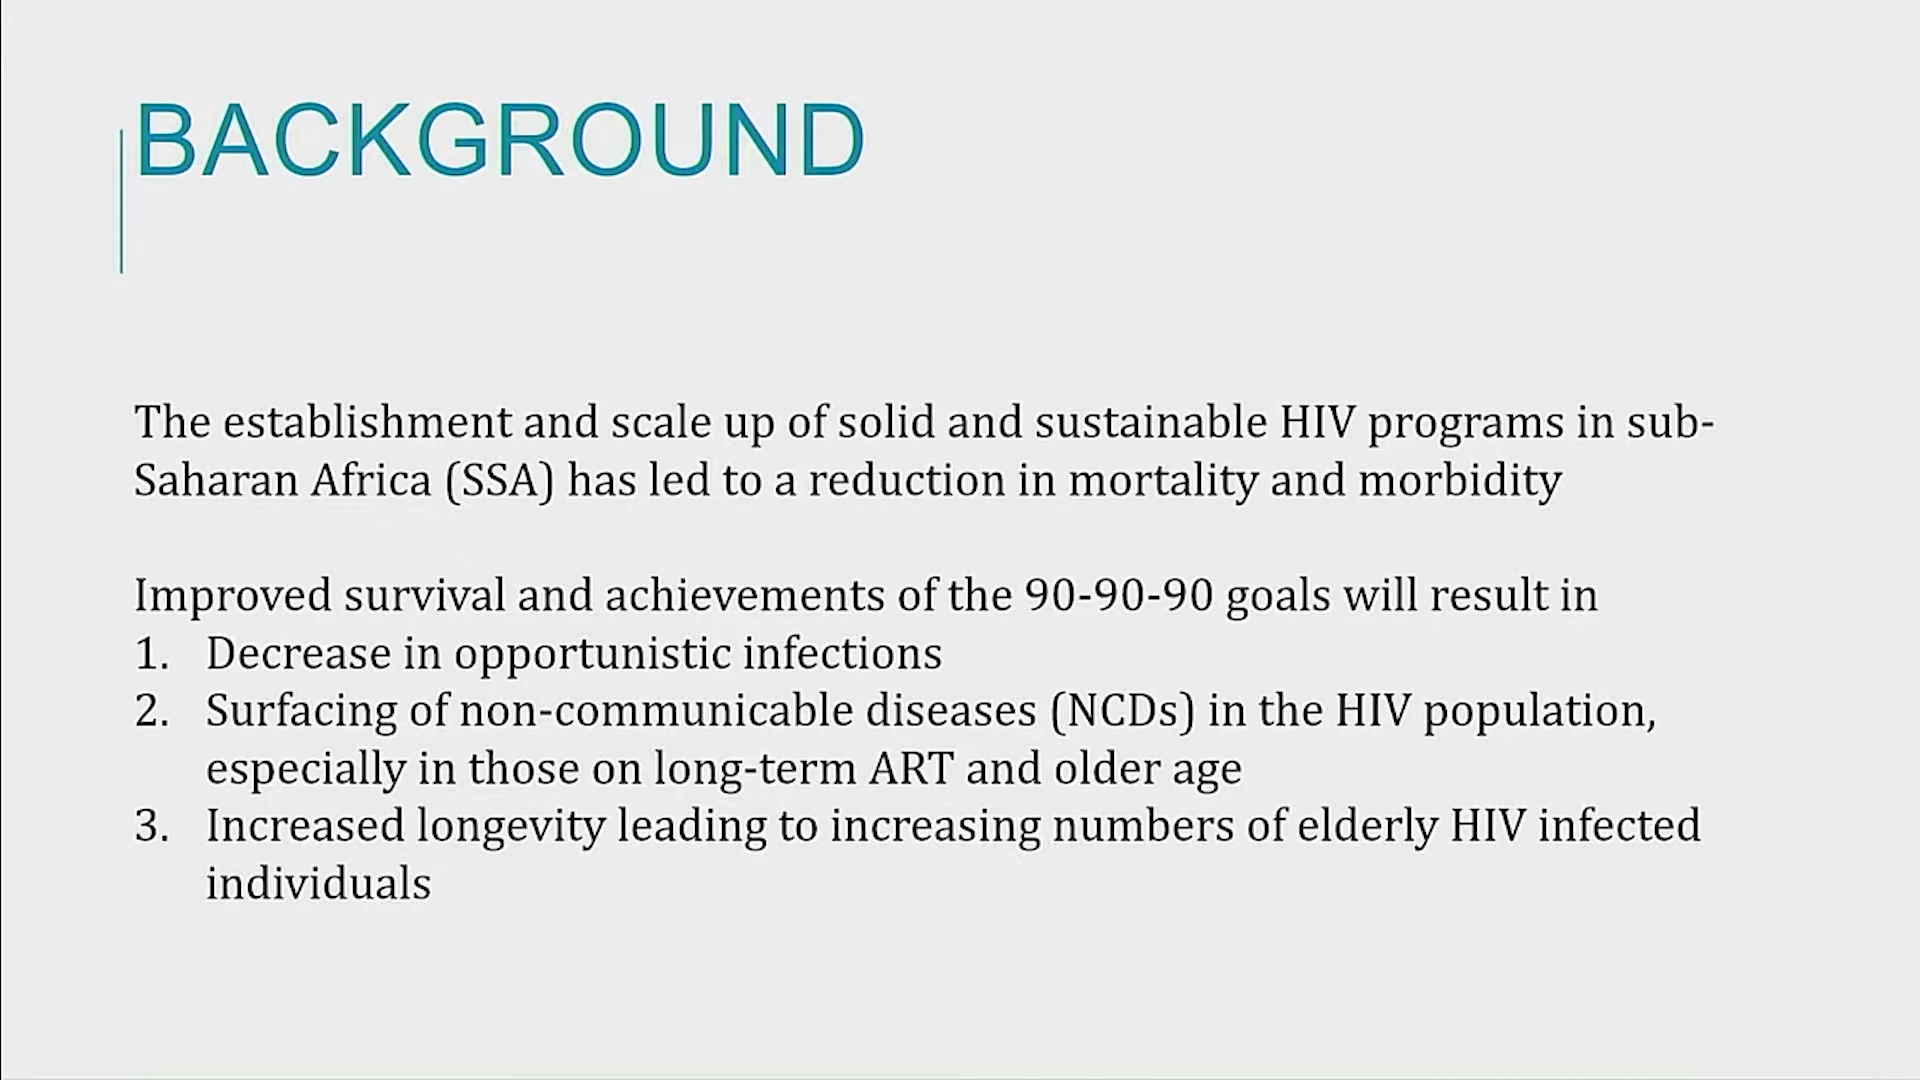 BACKGROUND
The establishment and scale up of solid and sustainable HIV programs in sub-
Saharan Africa (SSA) has led to a reduction in mortality and morbidity
Improved survival and achievements of the 90-90-90 goals will result in
1. Decrease in opportunistic infections
2. Surfacing of non-communicable diseases (NCDs) in the HIV population,
especially in those on long-term ART and older age
3. Increased longevity leading to increasing numbers of elderly HIV infected
individuals